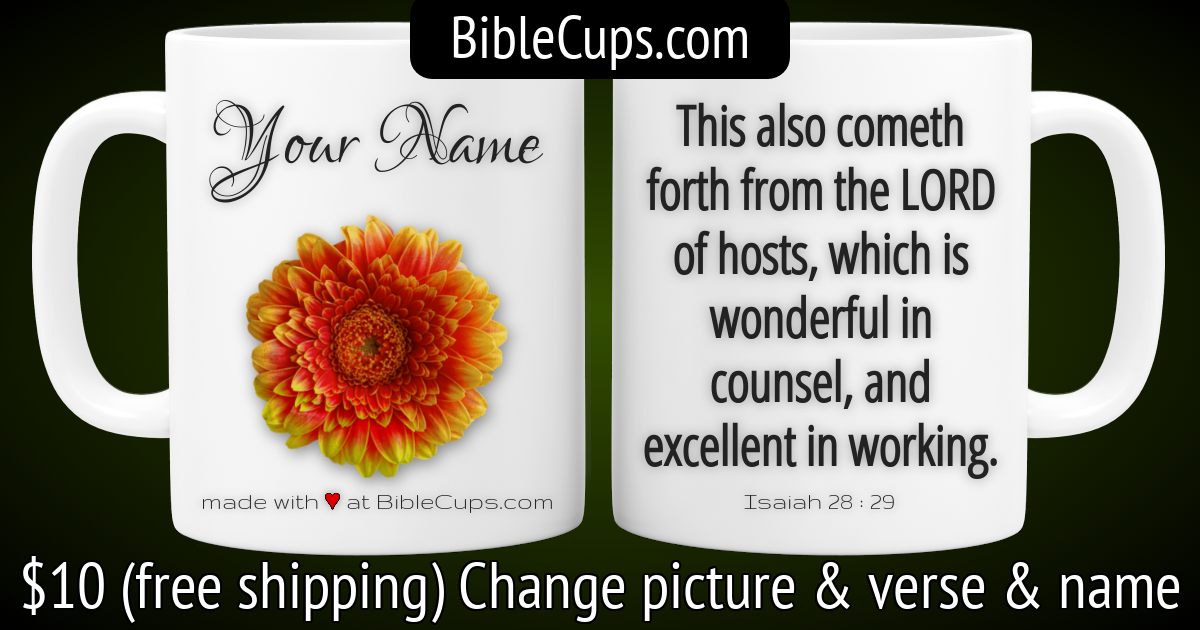 BibleCups.com
Your Name
made with ♥ at BibleCups.com
This also cometh
forth from the LORD
of hosts, which is
wonderful in
counsel, and
excellent in working.
Isaiah 28 : 29
$10 (free shipping) Change picture & verse & name